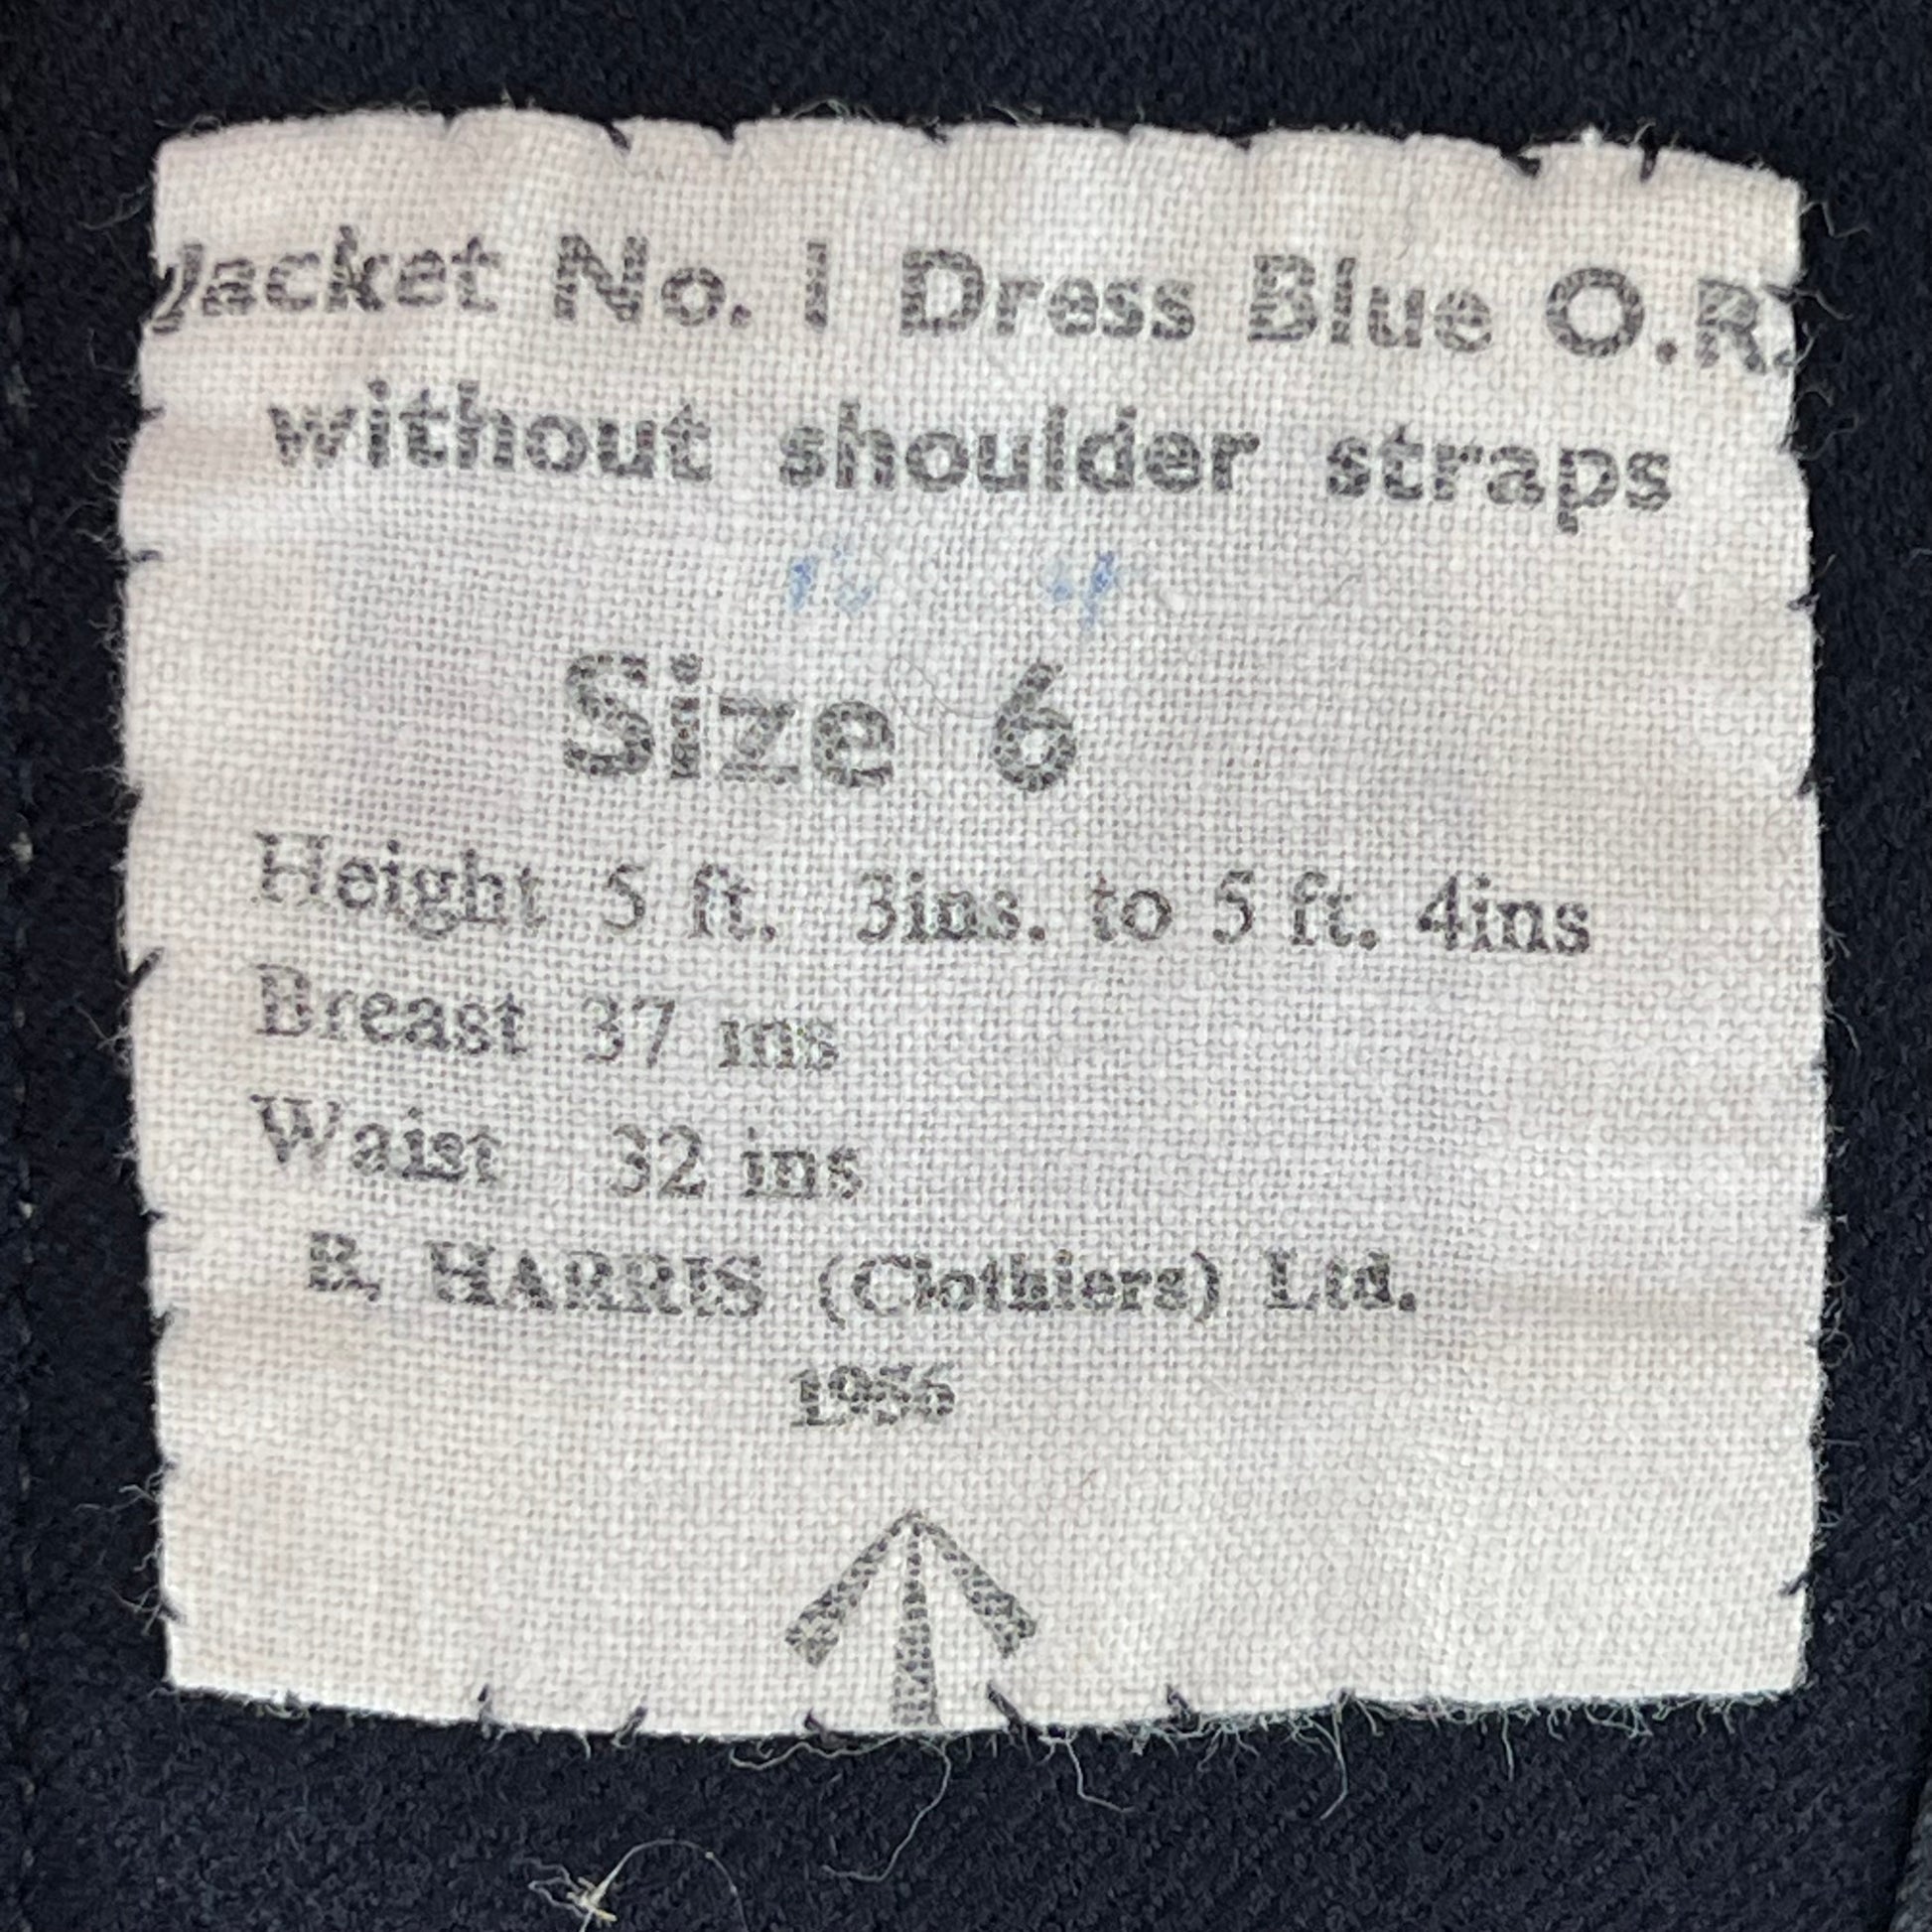 Jacket No. 1 Dress Blue O.R.
without shoulder straps
Size 6
Height 5 ft. 3ins. to 5 ft. 4ins
Breast 37 ins
Waist 32 ins
HARRIS (Clothiers) Ltd.
1956